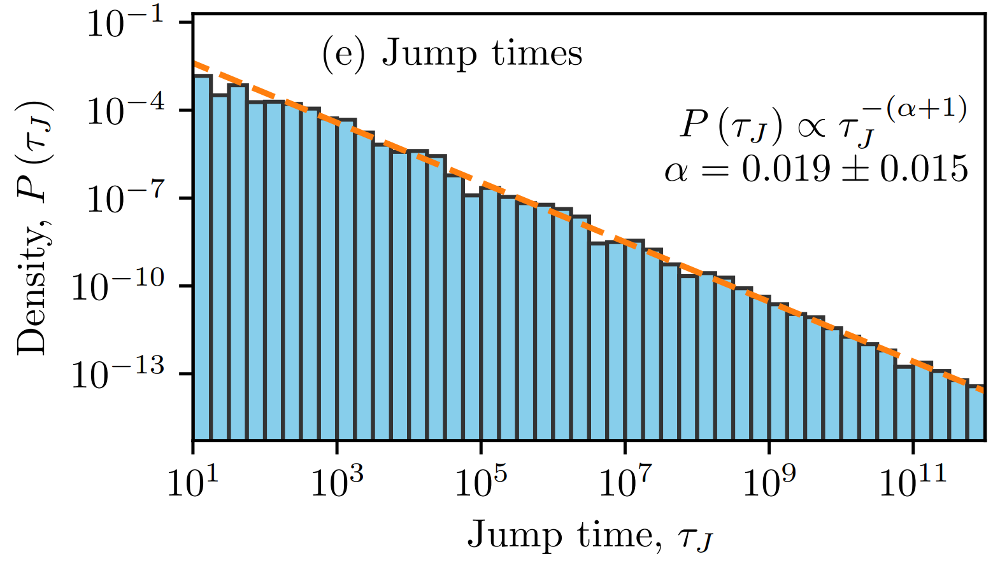 (e) Jump times
P(τ_J) ∝ τ_J^{−(α+1)}
α = 0.019 ± 0.015
Density, P(τ_J)
10^{−1}
10^{−4}
10^{−7}
10^{−10}
10^{−13}
10^1 10^3 10^5 10^7 10^9 10^{11}
Jump time, τ_J